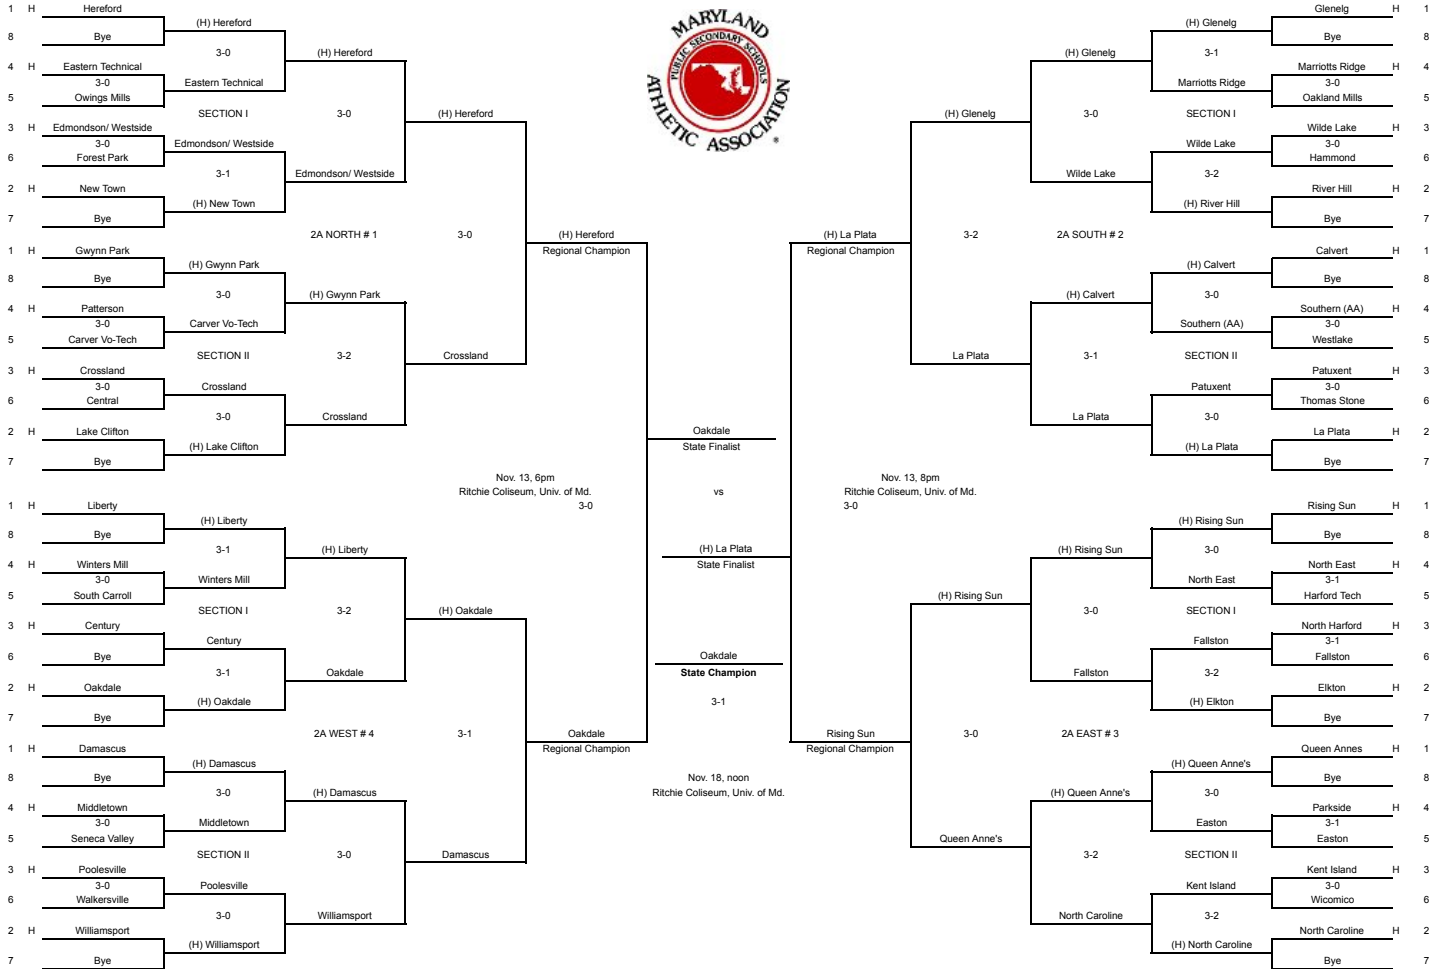 MARYLAND
PUBLIC SECONDARY SCHOOLS
ATHLETIC ASSOCIATION
®
1 H Hereford
(H) Hereford
8 Bye
3-0
(H) Hereford
4 H Eastern Technical
3-0
Eastern Technical
5 Owings Mills
SECTION I
3-0
(H) Hereford
3 H Edmondson/ Westside
3-0
Edmondson/ Westside
6 Forest Park
3-1
Edmondson/ Westside
2 H New Town
(H) New Town
7 Bye
2A NORTH # 1
3-0
(H) Hereford
Regional Champion
1 H Gwynn Park
(H) Gwynn Park
8 Bye
3-0
(H) Gwynn Park
4 H Patterson
3-0
Carver Vo-Tech
5 Carver Vo-Tech
SECTION II
3-2
Crossland
3 H Crossland
3-0
Crossland
6 Central
3-0
Crossland
2 H Lake Clifton
(H) Lake Clifton
7 Bye
Nov. 13, 6pm
Ritchie Coliseum, Univ. of Md.
3-0
1 H Liberty
(H) Liberty
8 Bye
3-1
(H) Liberty
4 H Winters Mill
3-0
Winters Mill
5 South Carroll
SECTION I
3-2
(H) Oakdale
3 H Century
Century
6 Bye
3-1
Oakdale
2 H Oakdale
(H) Oakdale
7 Bye
2A WEST # 4
3-1
Oakdale
Regional Champion
1 H Damascus
(H) Damascus
8 Bye
3-0
(H) Damascus
4 H Middletown
3-0
Middletown
5 Seneca Valley
SECTION II
3-0
Damascus
3 H Poolesville
3-0
Poolesville
6 Walkersville
3-0
Williamsport
2 H Williamsport
(H) Williamsport
7 Bye
Oakdale
State Finalist
vs
(H) La Plata
State Finalist
Oakdale
State Champion
3-1
Nov. 18, noon
Ritchie Coliseum, Univ. of Md.
Glenelg H 1
(H) Glenelg
Bye 8
3-1
(H) Glenelg
Marriotts Ridge H 4
3-0
Marriotts Ridge
Oakland Mills 5
SECTION I
3-0
(H) Glenelg
Wilde Lake H 3
3-0
Wilde Lake
Hammond 6
3-2
Wilde Lake
River Hill H 2
(H) River Hill
Bye 7
2A SOUTH # 2
3-2
(H) La Plata
Regional Champion
Calvert H 1
(H) Calvert
Bye 8
3-0
(H) Calvert
Southern (AA) H 4
3-0
Southern (AA)
Westlake 5
SECTION II
3-1
La Plata
Patuxent H 3
3-0
Patuxent
Thomas Stone 6
3-0
La Plata
La Plata H 2
(H) La Plata
Bye 7
Nov. 13, 8pm
Ritchie Coliseum, Univ. of Md.
3-0
Rising Sun H 1
(H) Rising Sun
Bye 8
3-0
(H) Rising Sun
North East H 4
3-1
North East
Harford Tech 5
SECTION I
3-0
(H) Rising Sun
North Harford H 3
3-1
Fallston
Fallston 6
3-2
Fallston
Elkton H 2
(H) Elkton
Bye 7
2A EAST # 3
3-0
Rising Sun
Regional Champion
Queen Annes H 1
(H) Queen Anne's
Bye 8
3-0
(H) Queen Anne's
Parkside H 4
3-1
Easton
Easton 5
SECTION II
3-2
Queen Anne's
Kent Island H 3
3-0
Kent Island
Wicomico 6
3-2
North Caroline
North Caroline H 2
(H) North Caroline
Bye 7